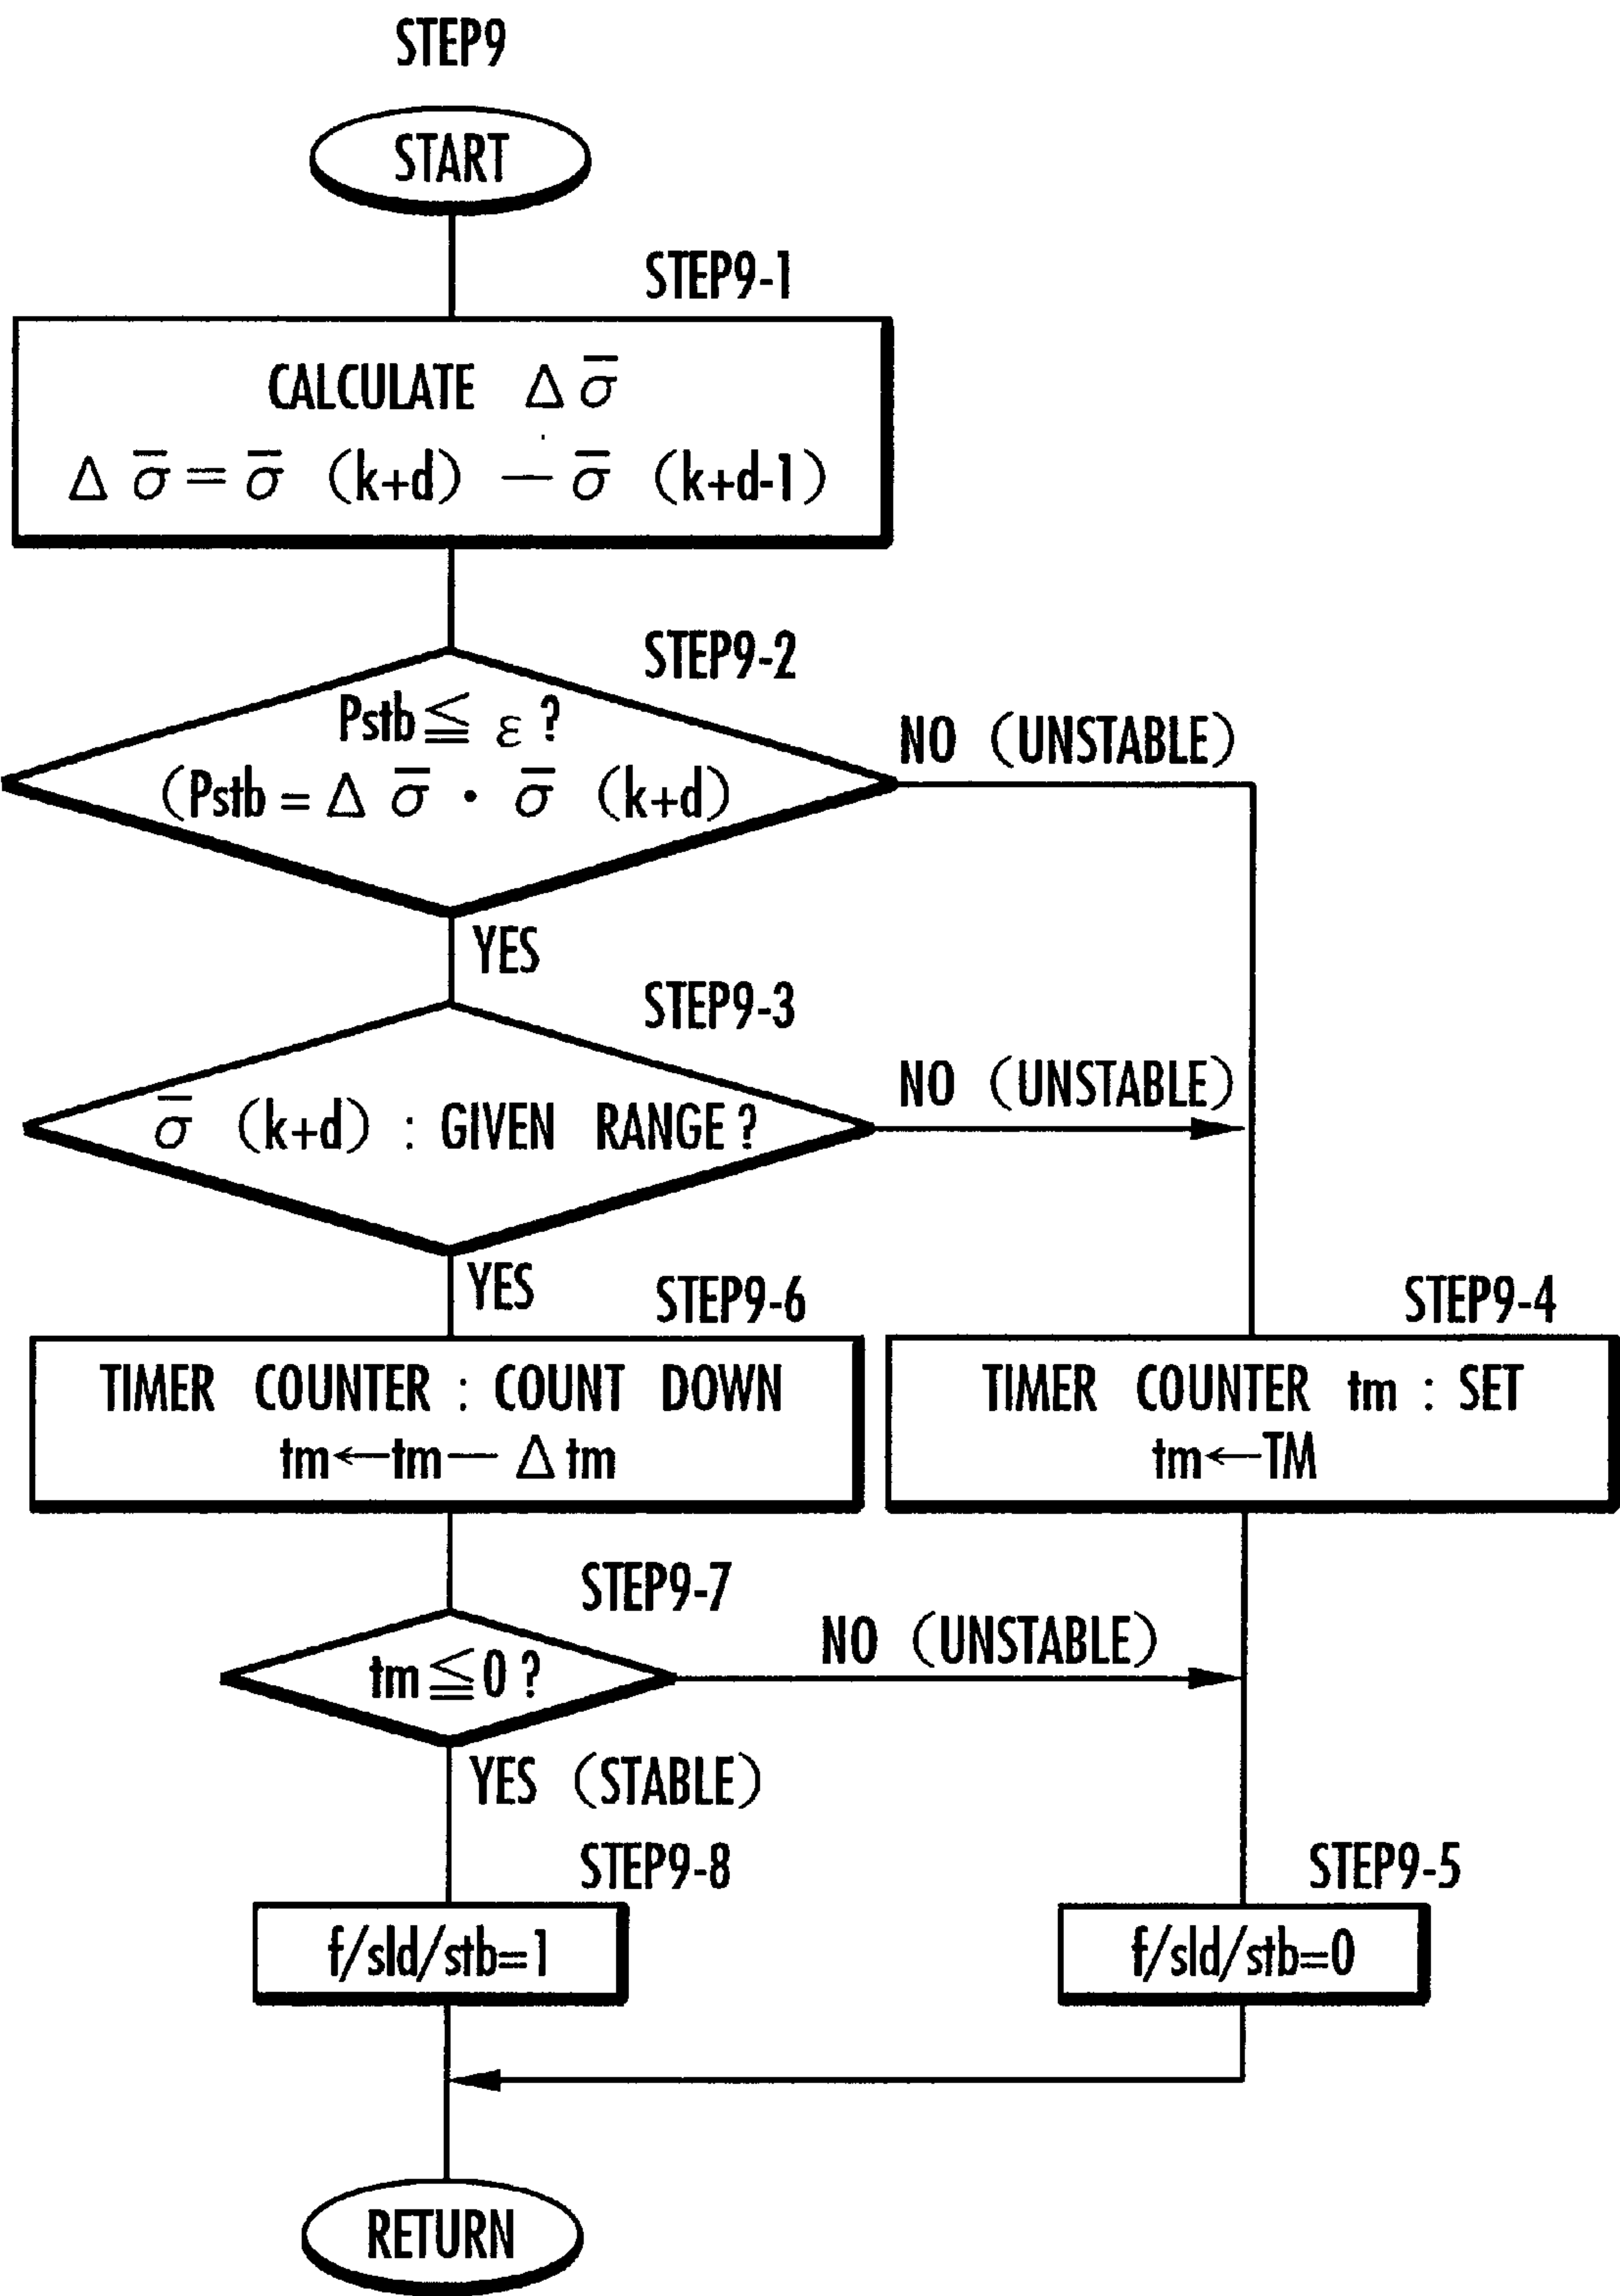 STEP9
START
STEP9-1
CALCULATE Δσ̅
Δσ̅=σ̅ (k+d) −σ̅ (k+d-1)
STEP9-2
Pstb≦ε?
(Pstb=Δσ̅・σ̅ (k+d)
NO (UNSTABLE)
YES
STEP9-3
σ̅ (k+d) : GIVEN RANGE?
NO (UNSTABLE)
YES
STEP9-6
TIMER COUNTER : COUNT DOWN
tm←tm−Δtm
STEP9-4
TIMER COUNTER tm : SET
tm←TM
STEP9-7
tm≦0?
NO (UNSTABLE)
YES (STABLE)
STEP9-8
f/sld/stb=1
STEP9-5
f/sld/stb=0
RETURN